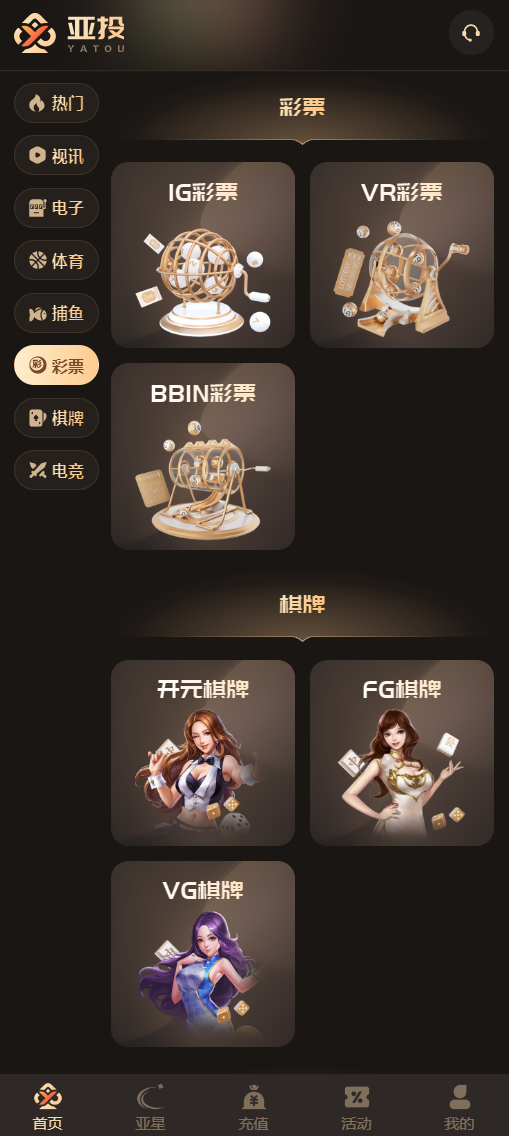 亚投
YATOU
热门
视讯
电子
体育
捕鱼
彩票
棋牌
电竞
彩票
IG彩票
VR彩票
BBIN彩票
棋牌
开元棋牌
FG棋牌
VG棋牌
首页
亚星
充值
活动
我的